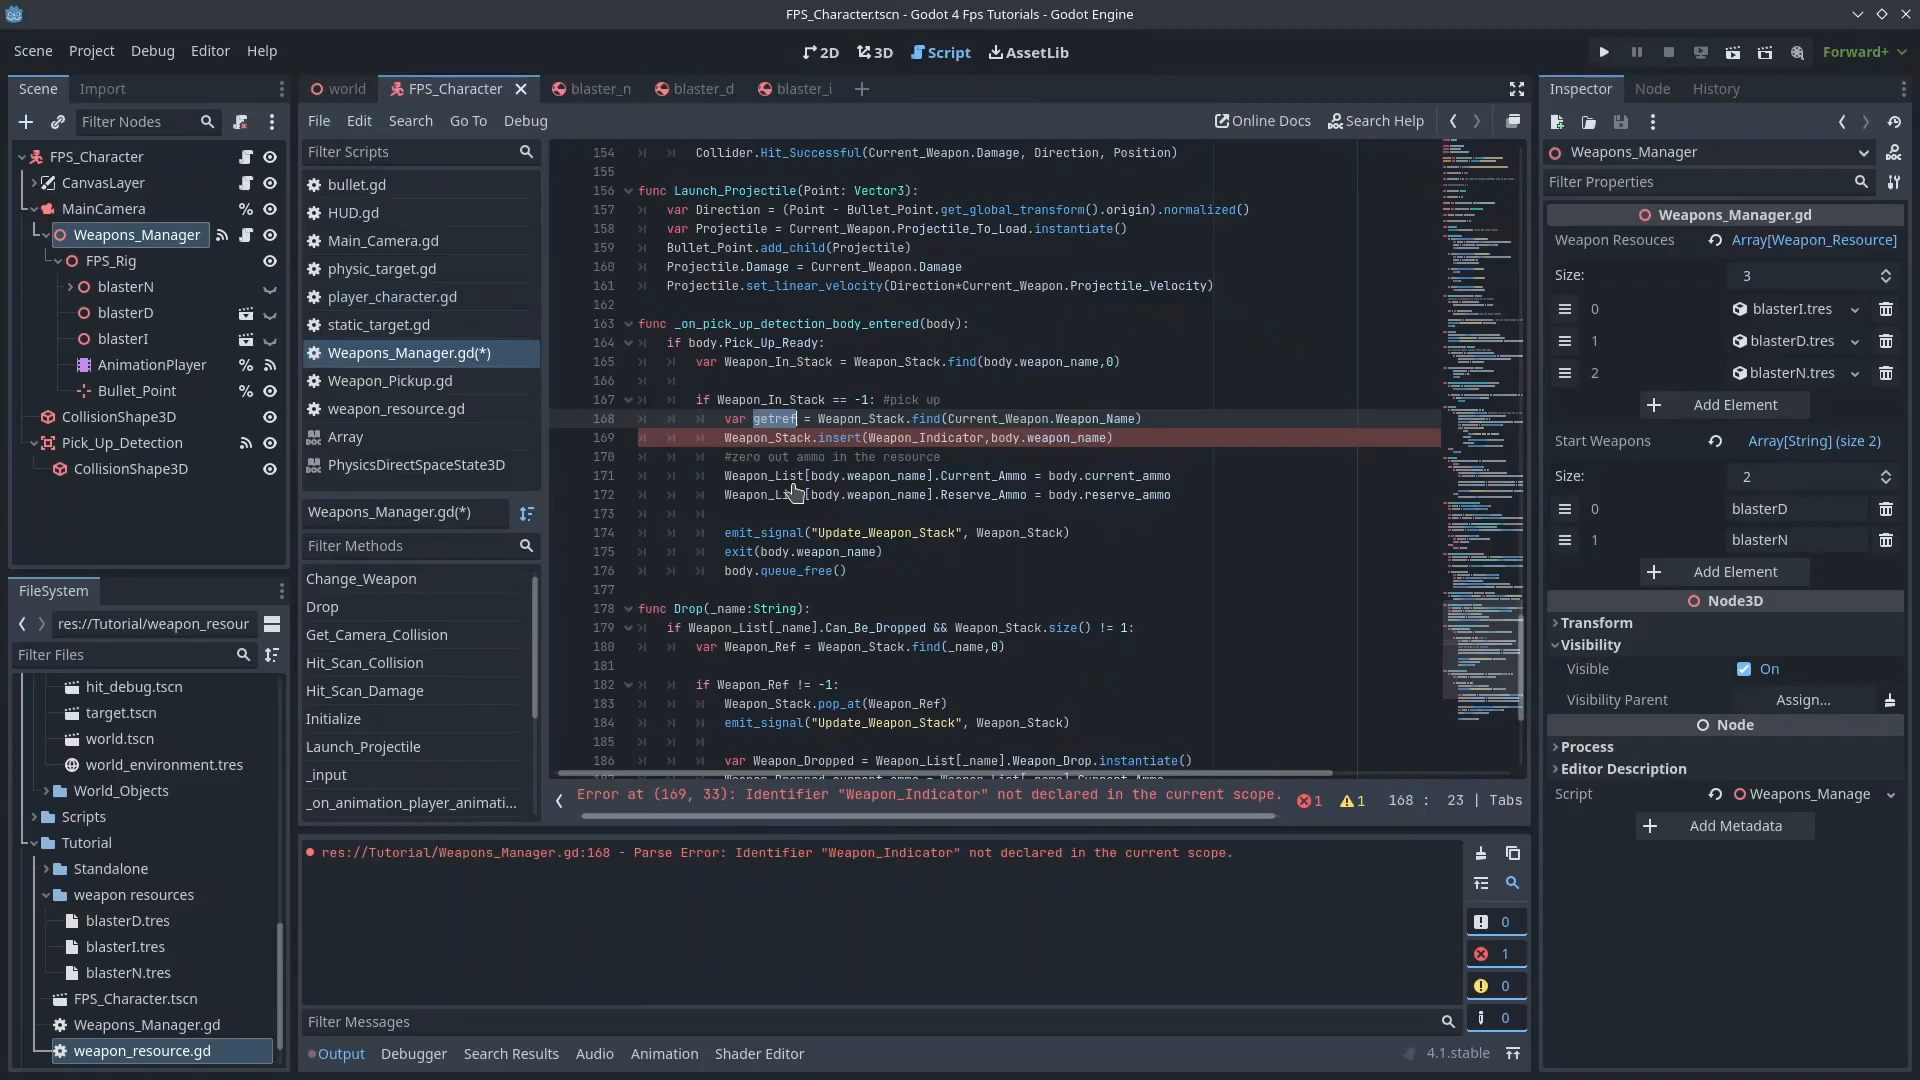 FPS_Character.tscn - Godot 4 Fps Tutorials - Godot Engine
Scene Project Debug Editor Help
2D 3D Script AssetLib
Forward+
Scene Import
Filter Nodes
FPS_Character
CanvasLayer
MainCamera
Weapons_Manager
FPS_Rig
blasterN
blasterD
blasterI
AnimationPlayer
Bullet_Point
CollisionShape3D
Pick_Up_Detection
CollisionShape3D
FileSystem
res://Tutorial/weapon_resour
Filter Files
hit_debug.tscn
target.tscn
world.tscn
world_environment.tres
World_Objects
Scripts
Tutorial
Standalone
weapon resources
blasterD.tres
blasterI.tres
blasterN.tres
FPS_Character.tscn
Weapons_Manager.gd
weapon_resource.gd
world FPS_Character blaster_n blaster_d blaster_i
File Edit Search Go To Debug
Online Docs Search Help
Filter Scripts
bullet.gd
HUD.gd
Main_Camera.gd
physic_target.gd
player_character.gd
static_target.gd
Weapons_Manager.gd(*)
Weapon_Pickup.gd
weapon_resource.gd
Array
PhysicsDirectSpaceState3D
Weapons_Manager.gd(*)
Filter Methods
Change_Weapon
Drop
Get_Camera_Collision
Hit_Scan_Collision
Hit_Scan_Damage
Initialize
Launch_Projectile
_input
_on_animation_player_animati...
154 Collider.Hit_Successful(Current_Weapon.Damage, Direction, Position)
155
156 func Launch_Projectile(Point: Vector3):
157 var Direction = (Point - Bullet_Point.get_global_transform().origin).normalized()
158 var Projectile = Current_Weapon.Projectile_To_Load.instantiate()
159 Bullet_Point.add_child(Projectile)
160 Projectile.Damage = Current_Weapon.Damage
161 Projectile.set_linear_velocity(Direction*Current_Weapon.Projectile_Velocity)
162
163 func _on_pick_up_detection_body_entered(body):
164 if body.Pick_Up_Ready:
165 var Weapon_In_Stack = Weapon_Stack.find(body.weapon_name,0)
166
167 if Weapon_In_Stack == -1: #pick up
168 var getref = Weapon_Stack.find(Current_Weapon.Weapon_Name)
169 Weapon_Stack.insert(Weapon_Indicator,body.weapon_name)
170 #zero out ammo in the resource
171 Weapon_List[body.weapon_name].Current_Ammo = body.current_ammo
172 Weapon_List[body.weapon_name].Reserve_Ammo = body.reserve_ammo
173
174 emit_signal("Update_Weapon_Stack", Weapon_Stack)
175 exit(body.weapon_name)
176 body.queue_free()
177
178 func Drop(_name:String):
179 if Weapon_List[_name].Can_Be_Dropped && Weapon_Stack.size() != 1:
180 var Weapon_Ref = Weapon_Stack.find(_name,0)
181
182 if Weapon_Ref != -1:
183 Weapon_Stack.pop_at(Weapon_Ref)
184 emit_signal("Update_Weapon_Stack", Weapon_Stack)
185
186 var Weapon_Dropped = Weapon_List[_name].Weapon_Drop.instantiate()
Error at (169, 33): Identifier "Weapon_Indicator" not declared in the current scope.
1 1 168 : 23 | Tabs
res://Tutorial/Weapons_Manager.gd:168 - Parse Error: Identifier "Weapon_Indicator" not declared in the current scope.
0
1
0
0
Filter Messages
Output Debugger Search Results Audio Animation Shader Editor
4.1.stable
Inspector Node History
Weapons_Manager
Filter Properties
Weapons_Manager.gd
Weapon Resouces Array[Weapon_Resource]
Size: 3
0 blasterI.tres
1 blasterD.tres
2 blasterN.tres
Add Element
Start Weapons Array[String] (size 2)
Size: 2
0 blasterD
1 blasterN
Add Element
Node3D
Transform
Visibility
Visible On
Visibility Parent Assign...
Node
Process
Editor Description
Script Weapons_Manage
Add Metadata